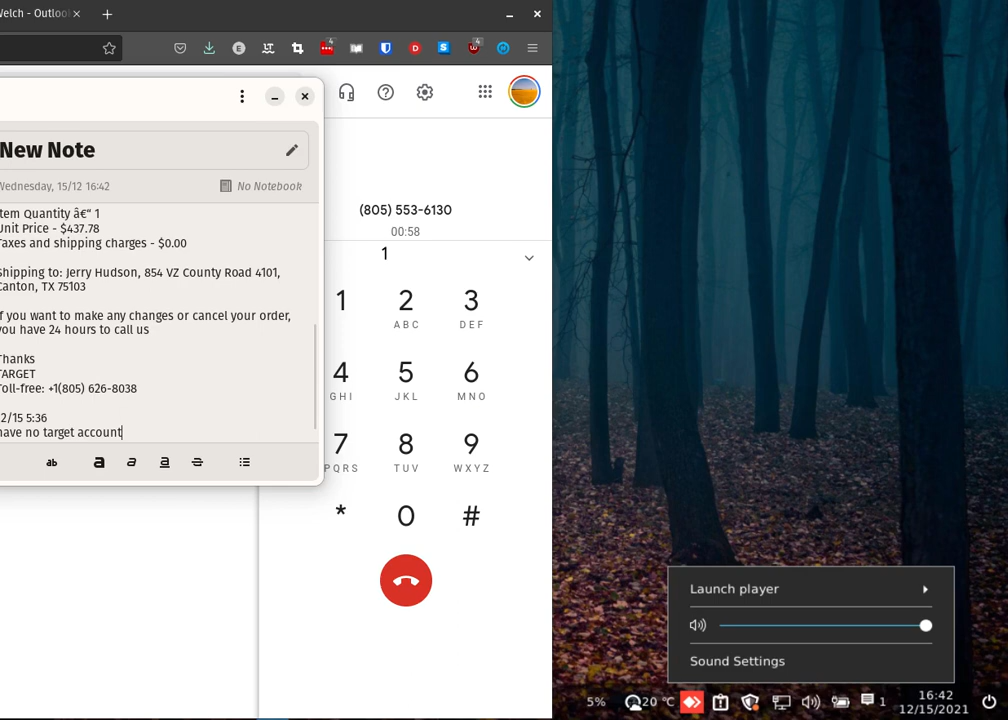 Welch - Outloo
4
E
D
S
4
New Note
Wednesday, 15/12 16:42
No Notebook
tem Quantity â€“ 1
Unit Price - $437.78
Taxes and shipping charges - $0.00
Shipping to: Jerry Hudson, 854 VZ County Road 4101,
Canton, TX 75103
f you want to make any changes or cancel your order,
you have 24 hours to call us
Thanks
TARGET
Toll-free: +1(805) 626-8038
2/15 5:36
have no target account
ab
a
a
a
(805) 553-6130
00:58
1
1
2
ABC
3
DEF
4
GHI
5
JKL
6
MNO
7
PQRS
8
TUV
9
WXYZ
*
0
#
Launch player
Sound Settings
5%
20 °C
1
16:42
12/15/2021